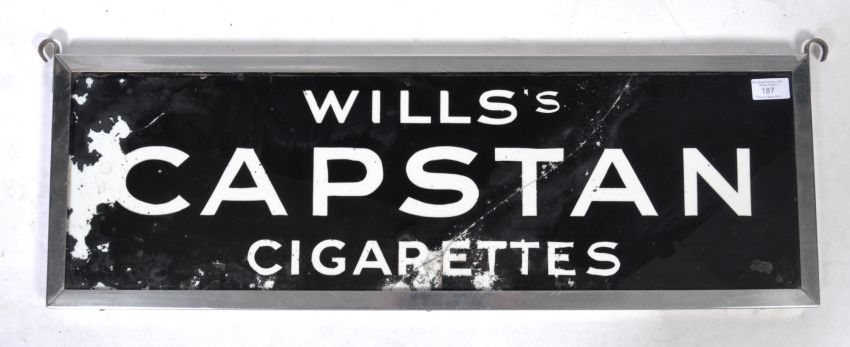 WILLS's
CAPSTAN
CIGARETTES
187